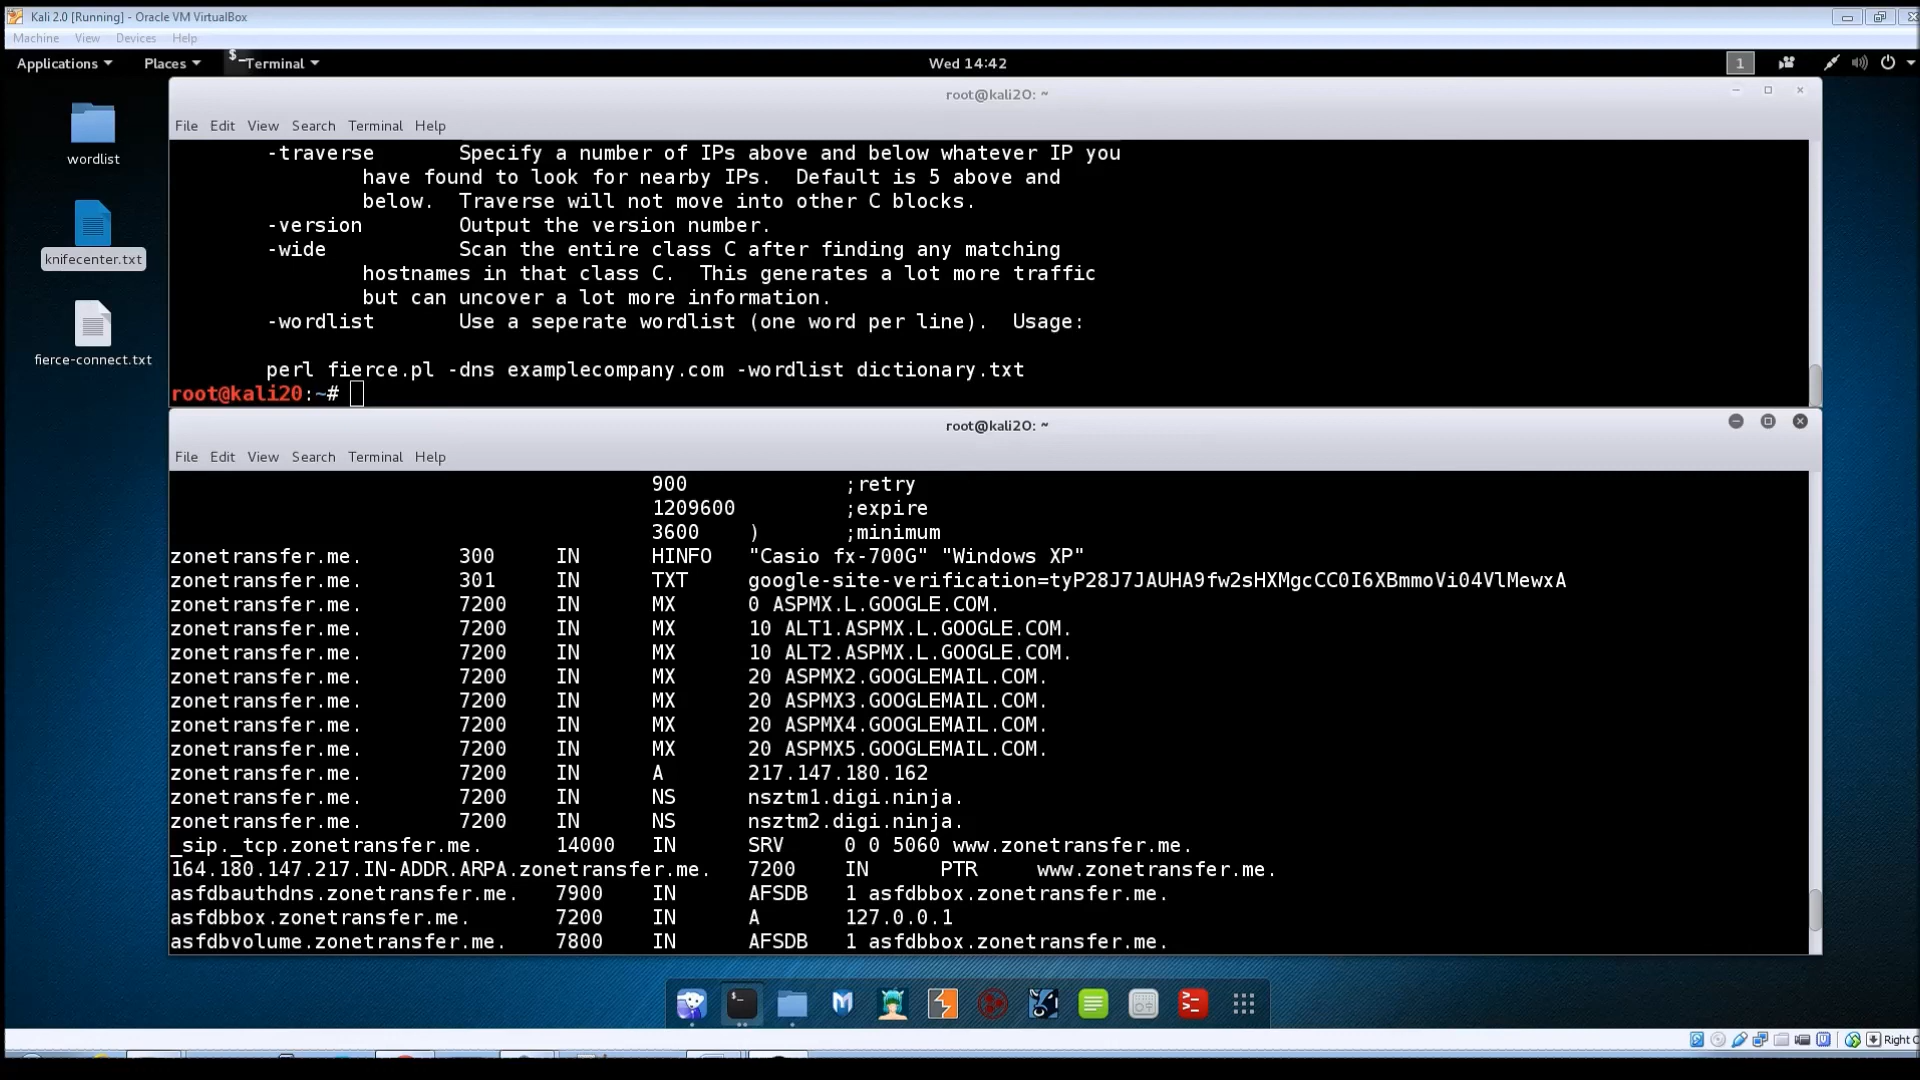 Kali 2.0 [Running] - Oracle VM VirtualBox
Machine View Devices Help
Applications Places Terminal Wed 14:42 1
root@kali20: ~
File Edit View Search Terminal Help
wordlist
knifecenter.txt
fierce-connect.txt
-traverse Specify a number of IPs above and below whatever IP you
have found to look for nearby IPs. Default is 5 above and
below. Traverse will not move into other C blocks.
-version Output the version number.
-wide Scan the entire class C after finding any matching
hostnames in that class C. This generates a lot more traffic
but can uncover a lot more information.
-wordlist Use a seperate wordlist (one word per line). Usage:
perl fierce.pl -dns examplecompany.com -wordlist dictionary.txt
root@kali20:~#
root@kali20: ~
File Edit View Search Terminal Help
900 ;retry
1209600 ;expire
3600 ) ;minimum
zonetransfer.me. 300 IN HINFO "Casio fx-700G" "Windows XP"
zonetransfer.me. 301 IN TXT google-site-verification=tyP28J7JAUHA9fw2sHXMgcCC0I6XBmmoVi04VlMewxA
zonetransfer.me. 7200 IN MX 0 ASPMX.L.GOOGLE.COM.
zonetransfer.me. 7200 IN MX 10 ALT1.ASPMX.L.GOOGLE.COM.
zonetransfer.me. 7200 IN MX 10 ALT2.ASPMX.L.GOOGLE.COM.
zonetransfer.me. 7200 IN MX 20 ASPMX2.GOOGLEMAIL.COM.
zonetransfer.me. 7200 IN MX 20 ASPMX3.GOOGLEMAIL.COM.
zonetransfer.me. 7200 IN MX 20 ASPMX4.GOOGLEMAIL.COM.
zonetransfer.me. 7200 IN MX 20 ASPMX5.GOOGLEMAIL.COM.
zonetransfer.me. 7200 IN A 217.147.180.162
zonetransfer.me. 7200 IN NS nsztm1.digi.ninja.
zonetransfer.me. 7200 IN NS nsztm2.digi.ninja.
_sip._tcp.zonetransfer.me. 14000 IN SRV 0 0 5060 www.zonetransfer.me.
164.180.147.217.IN-ADDR.ARPA.zonetransfer.me. 7200 IN PTR www.zonetransfer.me.
asfdbauthdns.zonetransfer.me. 7900 IN AFSDB 1 asfdbbox.zonetransfer.me.
asfdbbox.zonetransfer.me. 7200 IN A 127.0.0.1
asfdbvolume.zonetransfer.me. 7800 IN AFSDB 1 asfdbbox.zonetransfer.me.
Right